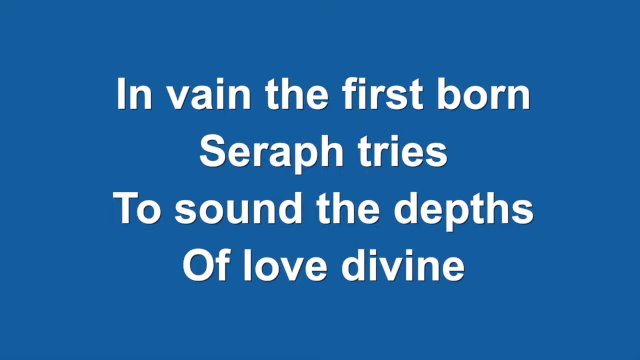 In vain the first born
Seraph tries
To sound the depths
Of love divine